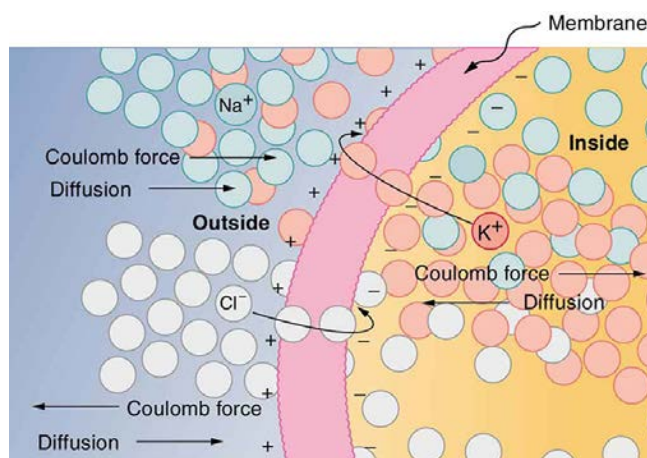 Membrane
Na+
Inside
Coulomb force
Diffusion
Outside
K+
Coulomb force
Cl−
Diffusion
Coulomb force
Diffusion